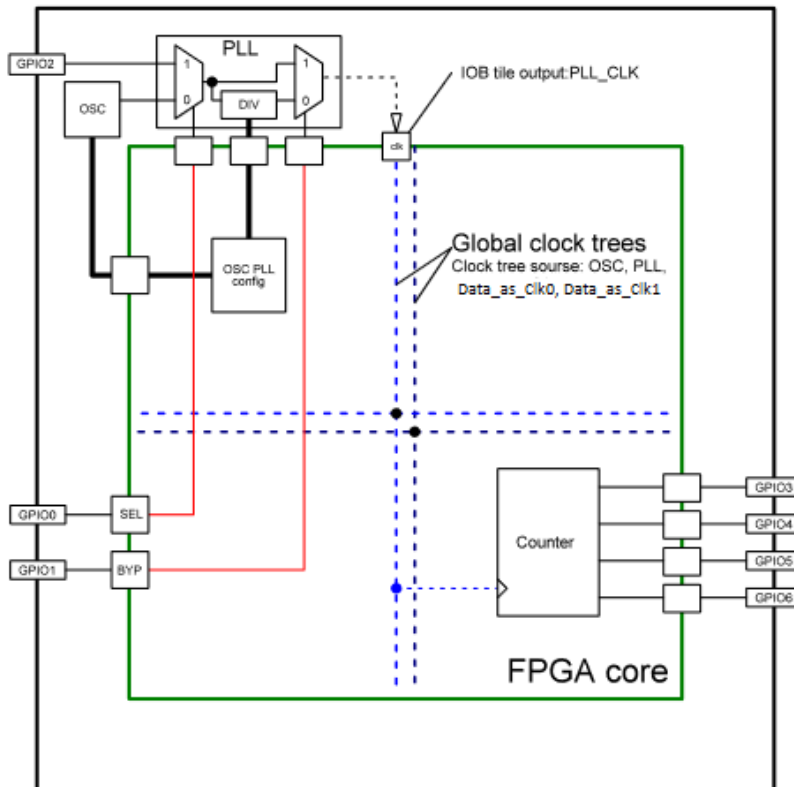 PLL
GPIO2
1
0
1
0
OSC
DIV
IOB tile output:PLL_CLK
clk
OSC PLL
config
Global clock trees
Clock tree sourse: OSC, PLL,
Data_as_Clk0, Data_as_Clk1
GPIO0
SEL
GPIO1
BYP
Counter
GPIO3
GPIO4
GPIO5
GPIO6
FPGA core